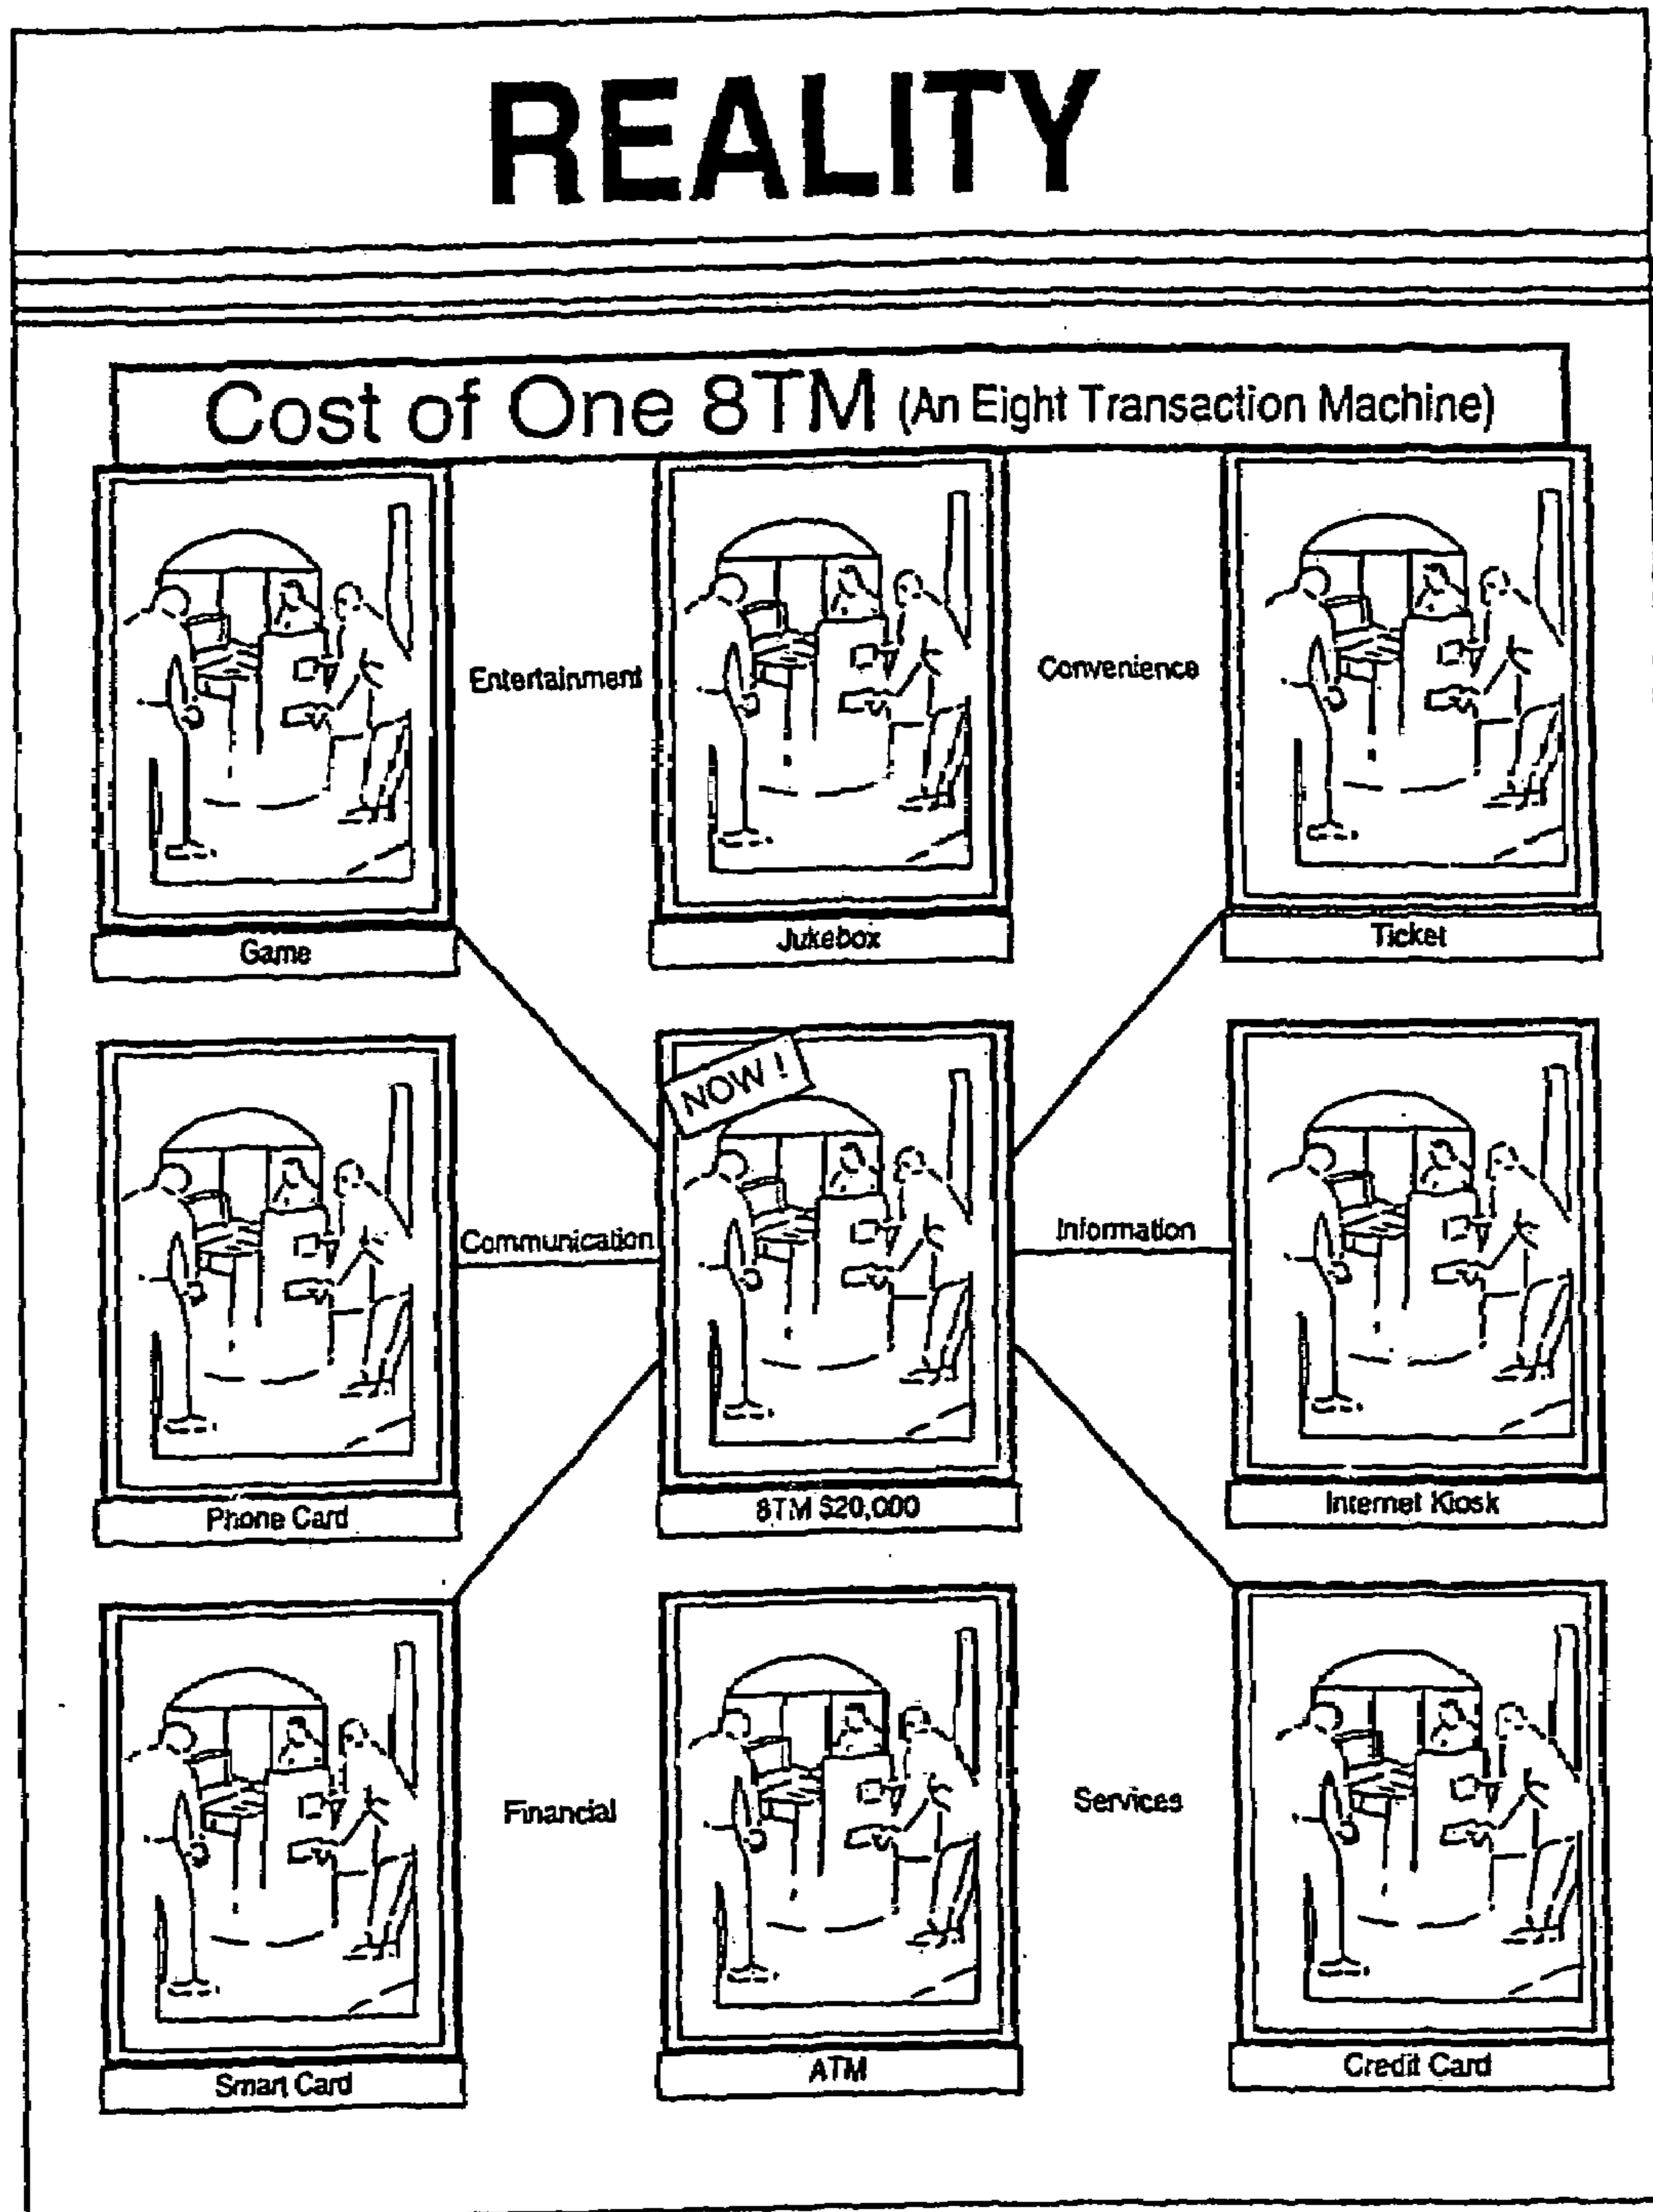 REALITY
Cost of One 8TM (An Eight Transaction Machine)
Entertainment
Convenience
Game
Jukebox
Ticket
NOW !
Communication
Information
Phone Card
8TM $20,000
Internet Kiosk
Financial
Services
Smart Card
ATM
Credit Card